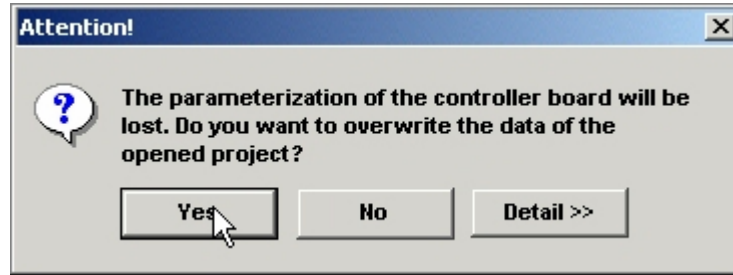 Attention!
The parameterization of the controller board will be
lost. Do you want to overwrite the data of the
opened project?
Yes No Detail >>